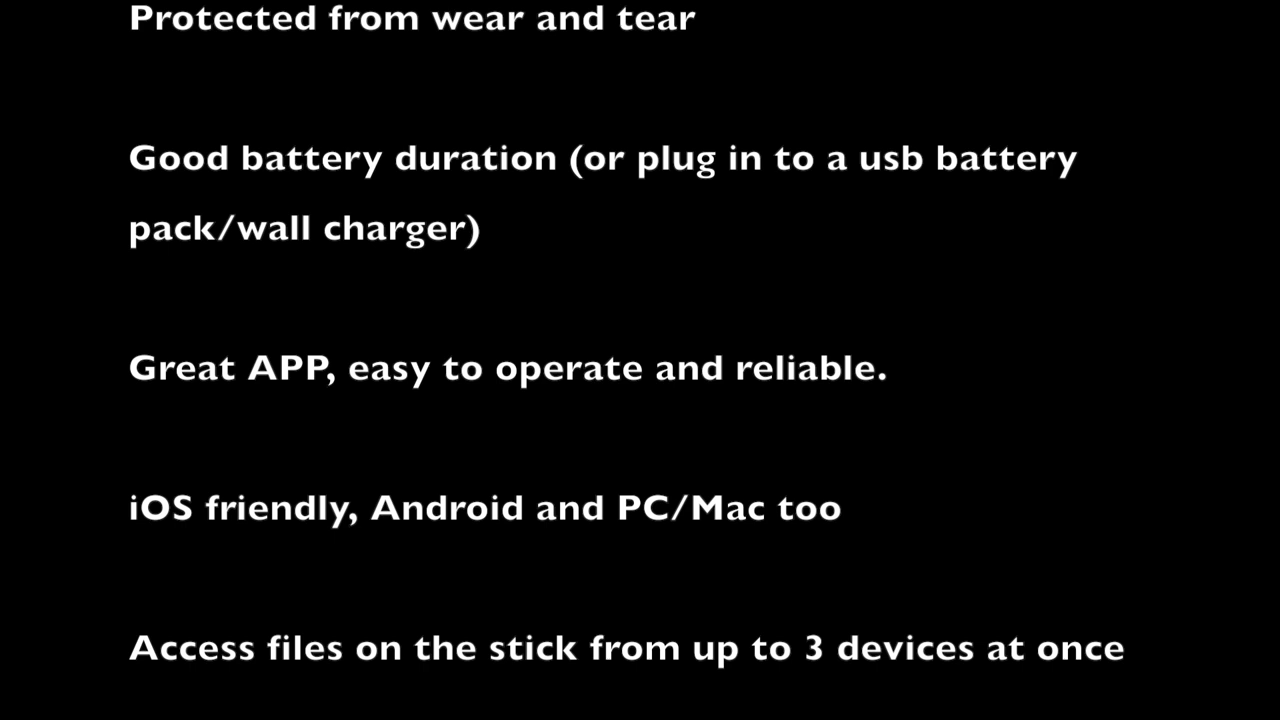 Protected from wear and tear
Good battery duration (or plug in to a usb battery
pack/wall charger)
Great APP, easy to operate and reliable.
iOS friendly, Android and PC/Mac too
Access files on the stick from up to 3 devices at once